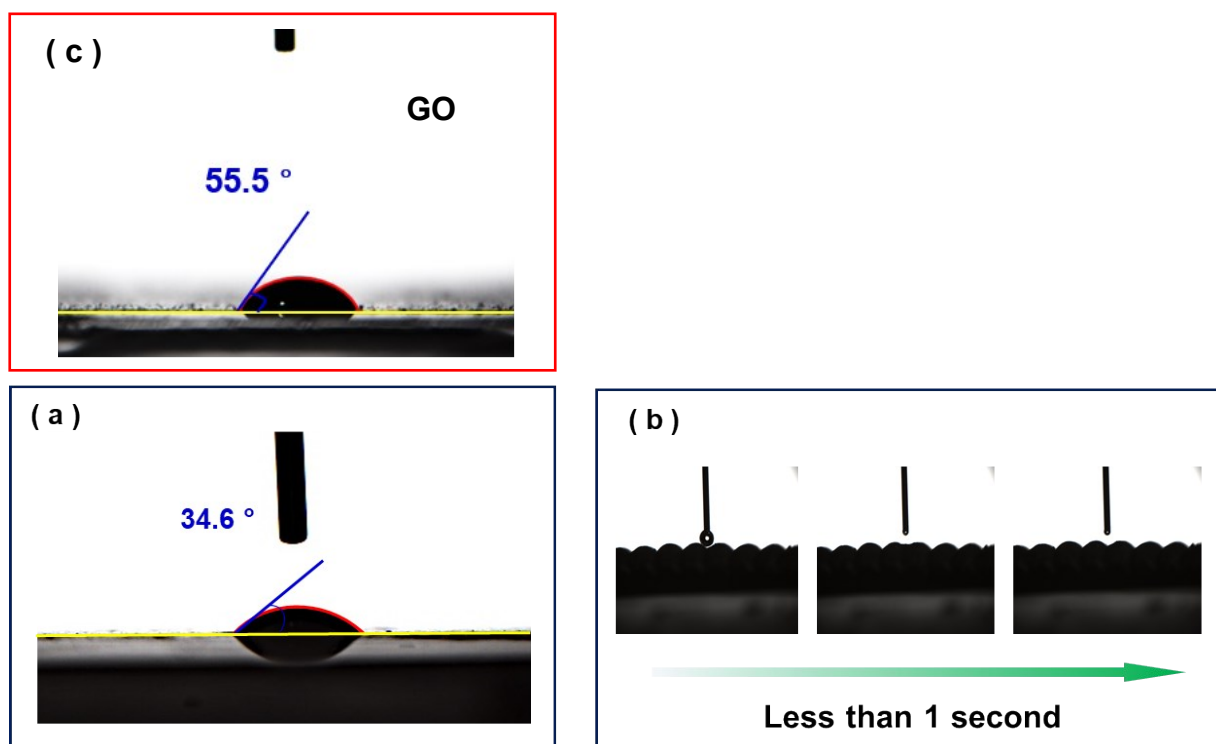 ( c )
GO
55.5 °
( a )
34.6 °
( b )
Less than 1 second